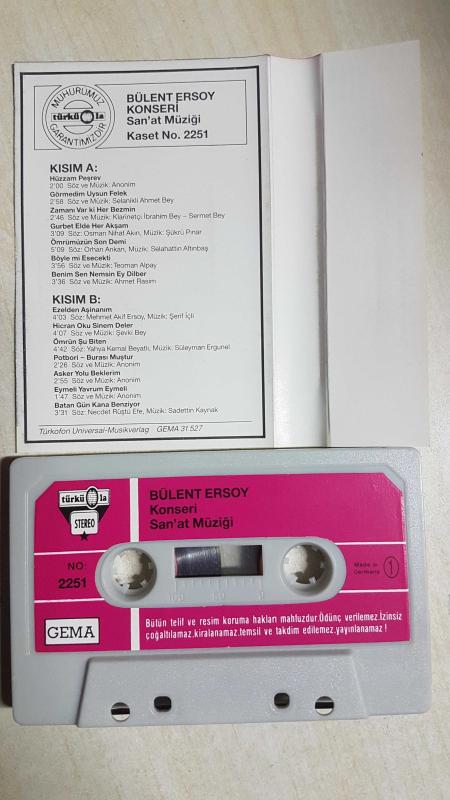 MÜHÜRÜMÜZ
türkü la
GARANTİMİZDİR
BÜLENT ERSOY
KONSERİ
San'at Müziği
Kaset No. 2251
KISIM A:
Hüzzam Peşrev
2'00 Söz ve Müzik: Anonim
Görmedim Uysun Felek
2'58 Söz ve Müzik: Selanikli Ahmet Bey
Zamanı Var ki Her Bezmin
2'46 Söz ve Müzik: Klarinetçi İbrahim Bey – Sermet Bey
Gurbet Elde Her Akşam
3'09 Söz: Osman Nihat Akın, Müzik: Şükrü Pınar
Ömrümüzün Son Demi
5'09 Söz: Orhan Arıkan, Müzik: Selahattin Altınbaş
Böyle mi Esecekti
3'56 Söz ve Müzik: Teoman Alpay
Benim Sen Nemsin Ey Dilber
3'36 Söz ve Müzik: Ahmet Rasim
KISIM B:
Ezelden Aşinanım
4'03 Söz: Mehmet Akif Ersoy, Müzik: Şerif İçli
Hicran Oku Sinem Deler
4'07 Söz ve Müzik: Şevki Bey
Ömrün Şu Biten
4'42 Söz: Yahya Kemal Beyatlı, Müzik: Süleyman Ergunel
Potbori – Burası Muştur
2'26 Söz ve Müzik: Anonim
Asker Yolu Beklerim
2'55 Söz ve Müzik: Anonim
Eymeli Yavrum Eymeli
1'47 Söz ve Müzik: Anonim
Batan Gün Kana Benziyor
3'31 Söz: Necdet Rüştü Efe, Müzik: Sadettin Kaynak
Türkofon Universal-Musikverlag GEMA 31 527
türkü la
STEREO
BÜLENT ERSOY
Konseri
San'at Müziği
NO:
2251
100 50 0
Made in
Germany
1
GEMA
Bütün telif ve resim koruma hakları mahfuzdur.Ödünç verilemez.İzinsiz
çoğaltılamaz,kiralanamaz,temsil ve takdim edilemez,yayınlanamaz !